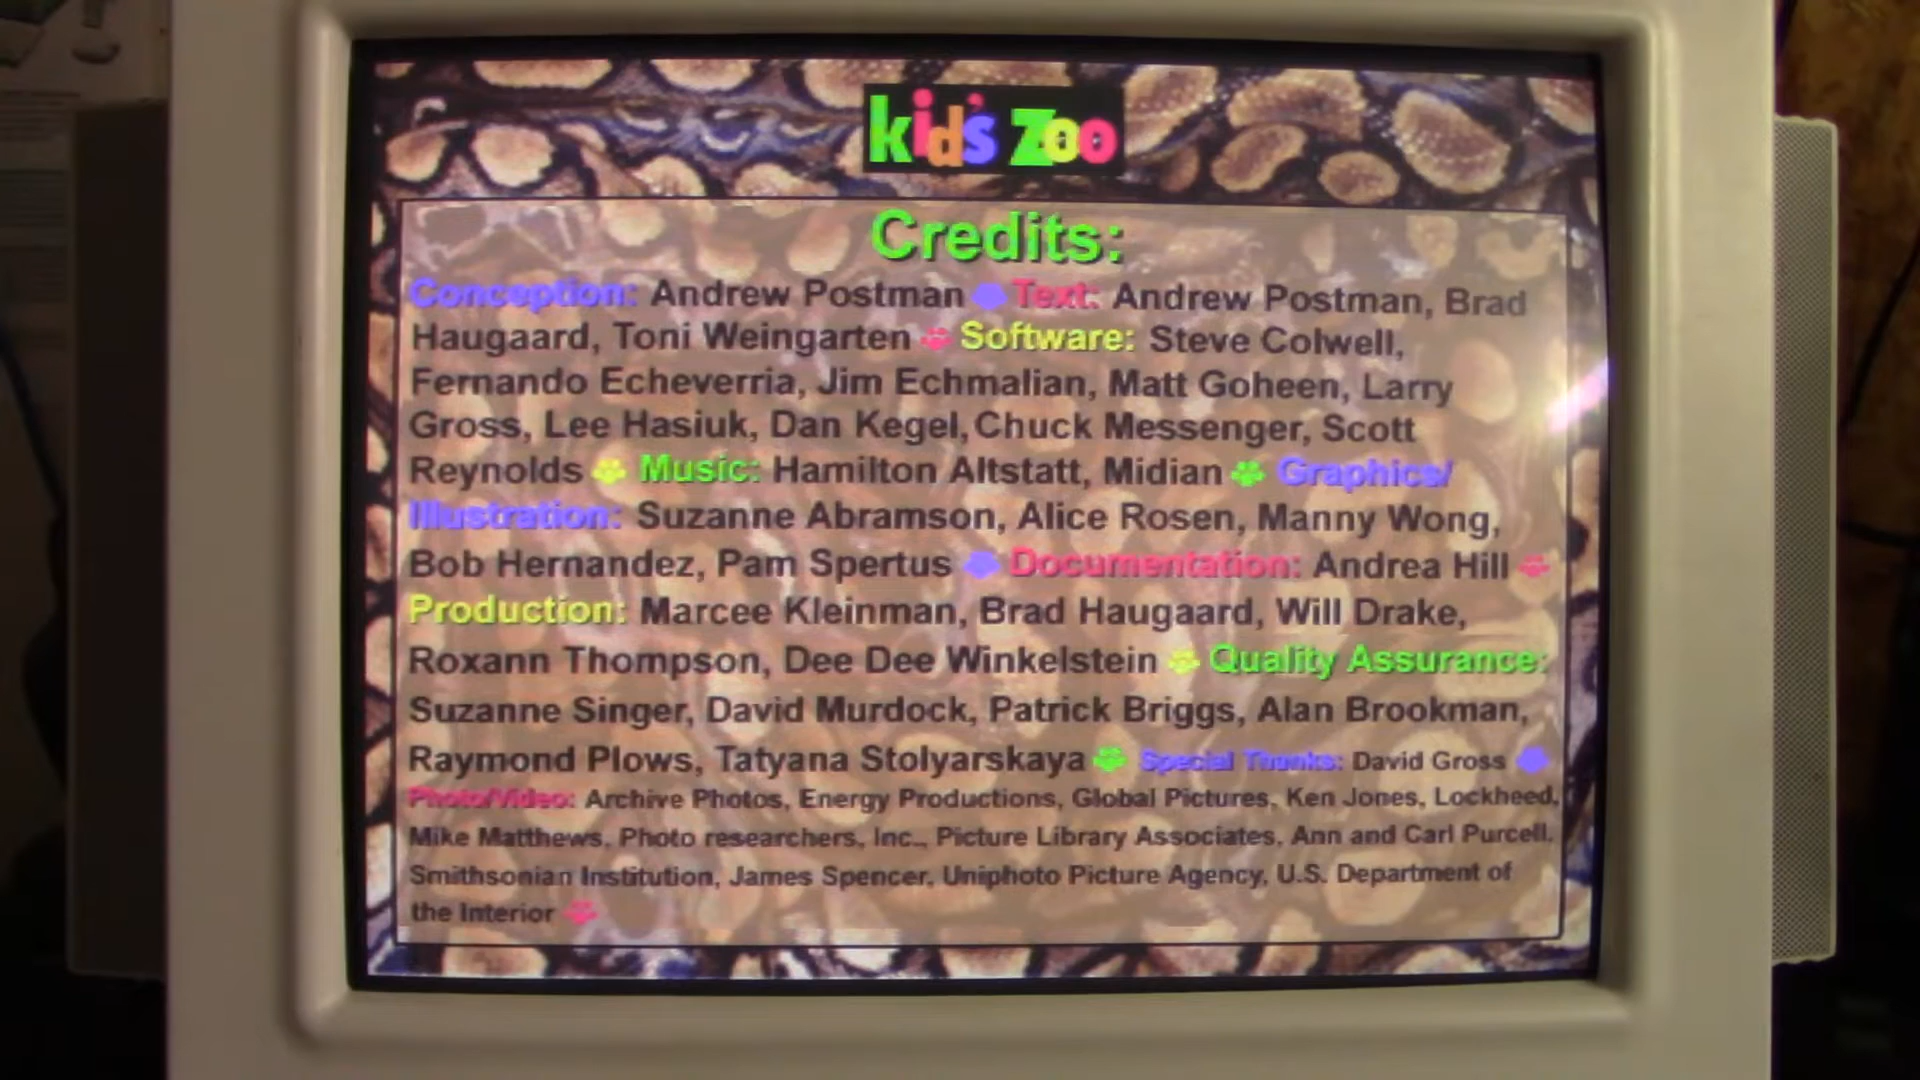 kid's zoo
Credits:
Conception: Andrew Postman Text: Andrew Postman, Brad
Haugaard, Toni Weingarten Software: Steve Colwell,
Fernando Echeverria, Jim Echmalian, Matt Goheen, Larry
Gross, Lee Hasiuk, Dan Kegel, Chuck Messenger, Scott
Reynolds Music: Hamilton Altstatt, Midian Graphics/
Illustration: Suzanne Abramson, Alice Rosen, Manny Wong,
Bob Hernandez, Pam Spertus Documentation: Andrea Hill
Production: Marcee Kleinman, Brad Haugaard, Will Drake,
Roxann Thompson, Dee Dee Winkelstein Quality Assurance:
Suzanne Singer, David Murdock, Patrick Briggs, Alan Brookman,
Raymond Plows, Tatyana Stolyarskaya Special Thanks: David Gross
Photo/Video: Archive Photos, Energy Productions, Global Pictures, Ken Jones, Lockheed,
Mike Matthews, Photo researchers, Inc., Picture Library Associates, Ann and Carl Purcell,
Smithsonian Institution, James Spencer, Uniphoto Picture Agency, U.S. Department of
the Interior